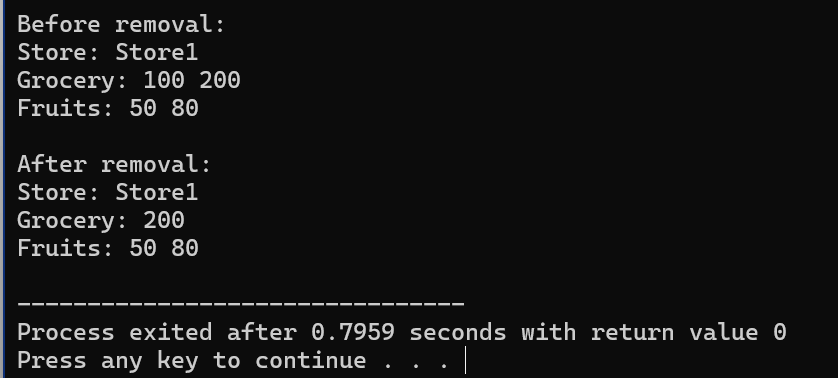 Before removal:
Store: Store1
Grocery: 100 200
Fruits: 50 80
After removal:
Store: Store1
Grocery: 200
Fruits: 50 80
--------------------------------
Process exited after 0.7959 seconds with return value 0
Press any key to continue . . .